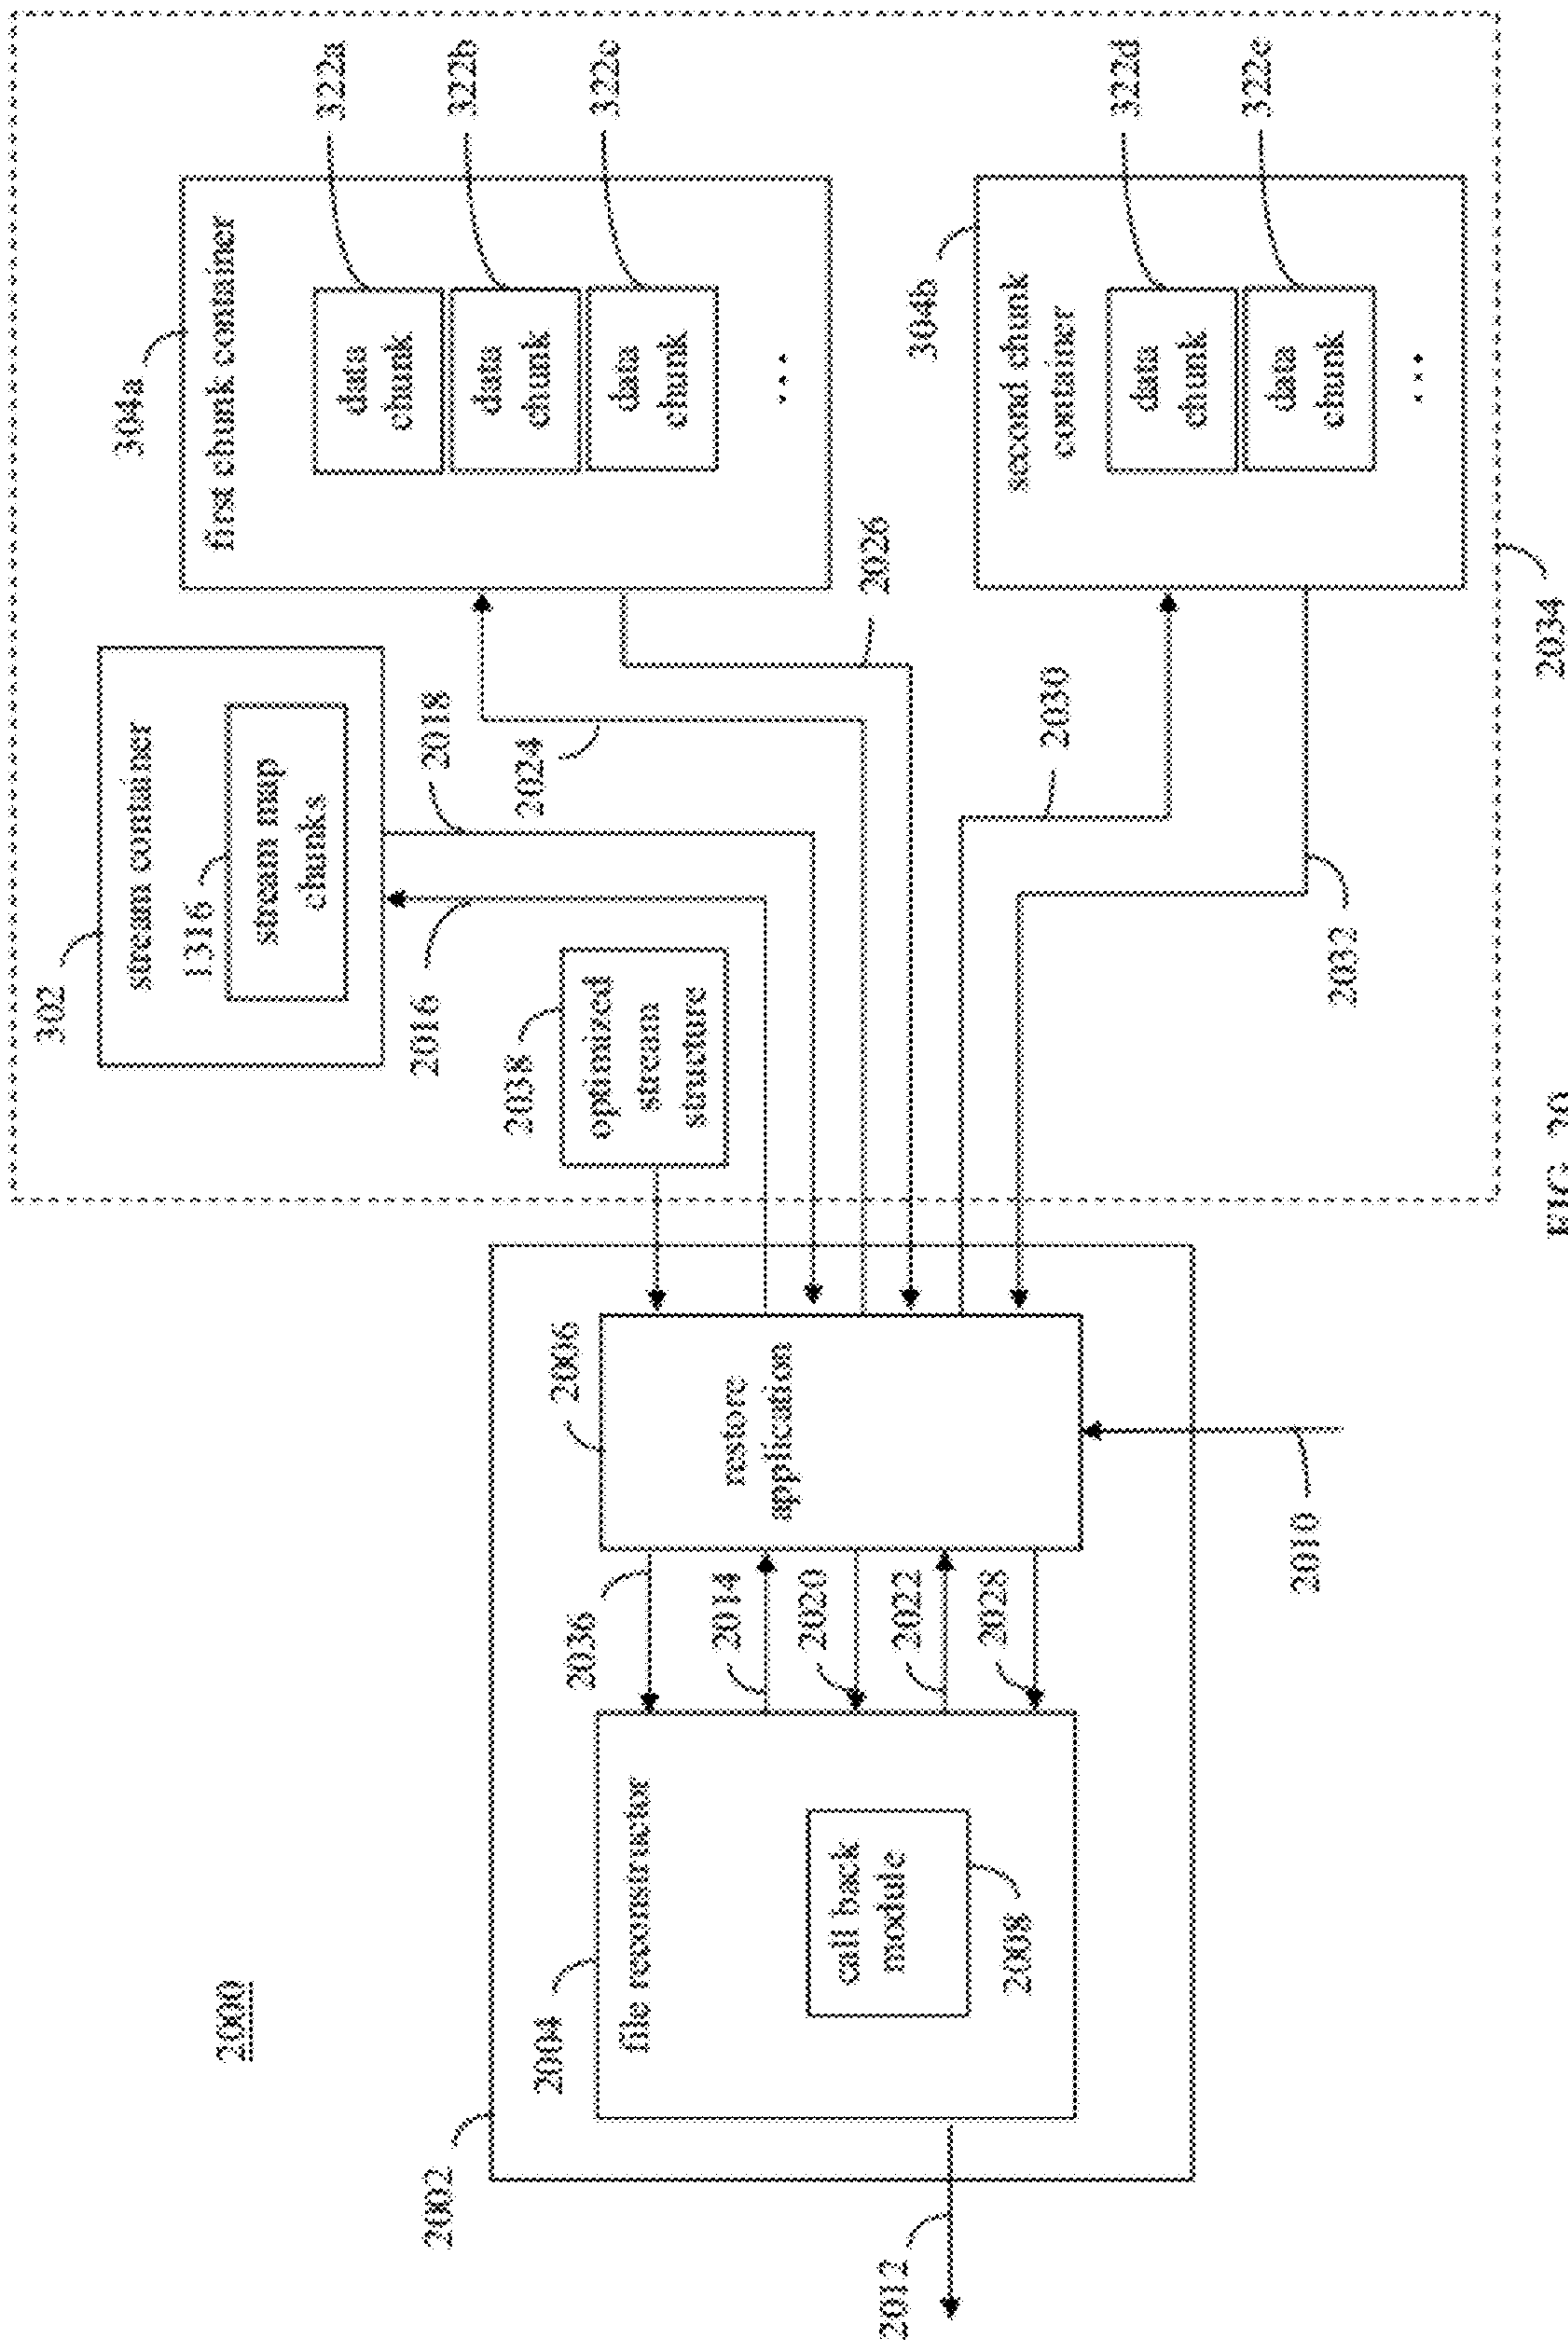 2000
2002
2004
file reconstructor
call back
module
2008
2012
2036
2014
2020
2022
2028
2006
restore
application
2010
302
stream container
1316
stream map
chunks
2016
2018
2038
optimized
stream
structure
2024
2026
2030
2032
304a
first chunk container
data
chunk
data
chunk
data
chunk
...
322a
322b
322c
304b
second chunk
container
data
chunk
data
chunk
...
322d
322e
2034
FIG. 20